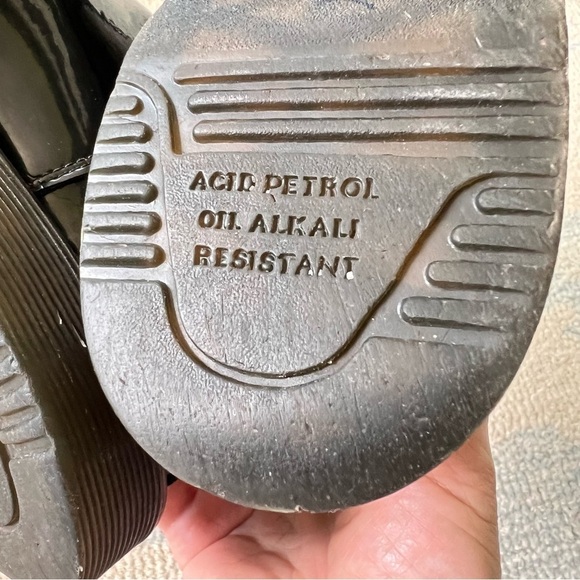 ACID PETROL
OIL ALKALI
RESISTANT